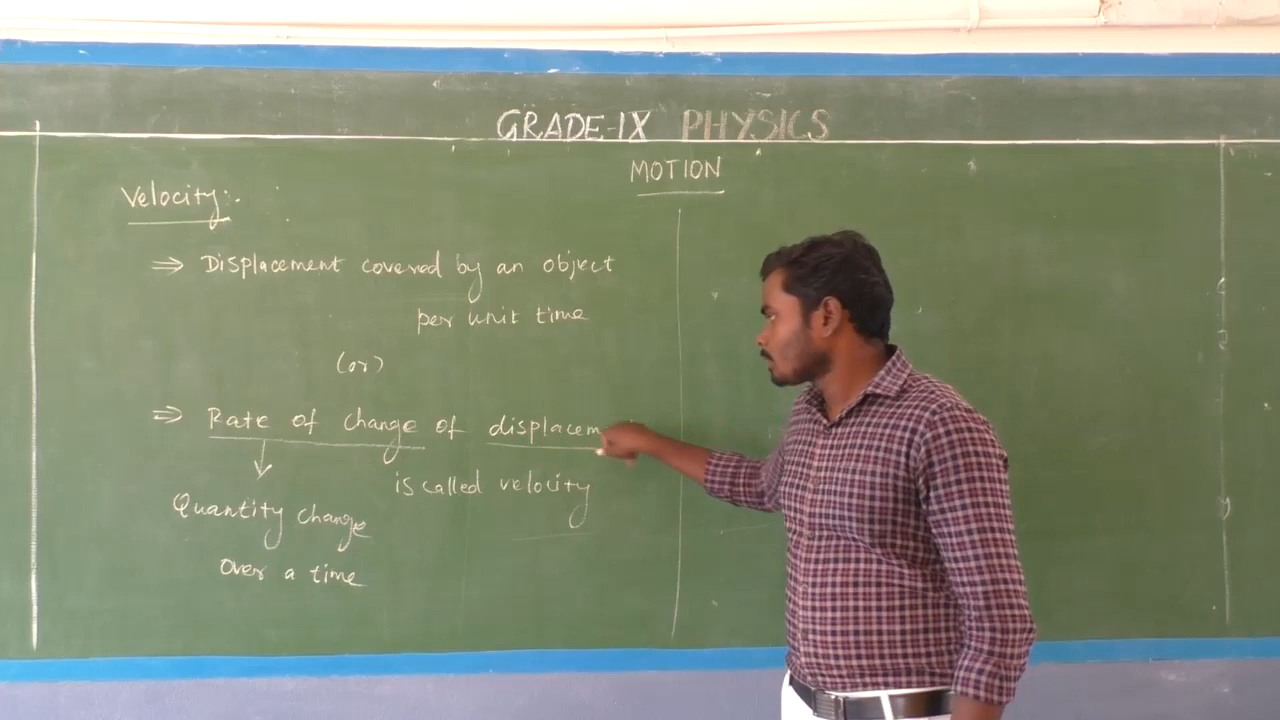 GRADE-IX PHYSICS
MOTION
Velocity:.
⇒ Displacement covered by an object
per unit time
(or)
⇒ Rate of change of displacem
is called velocity
Quantity change
over a time